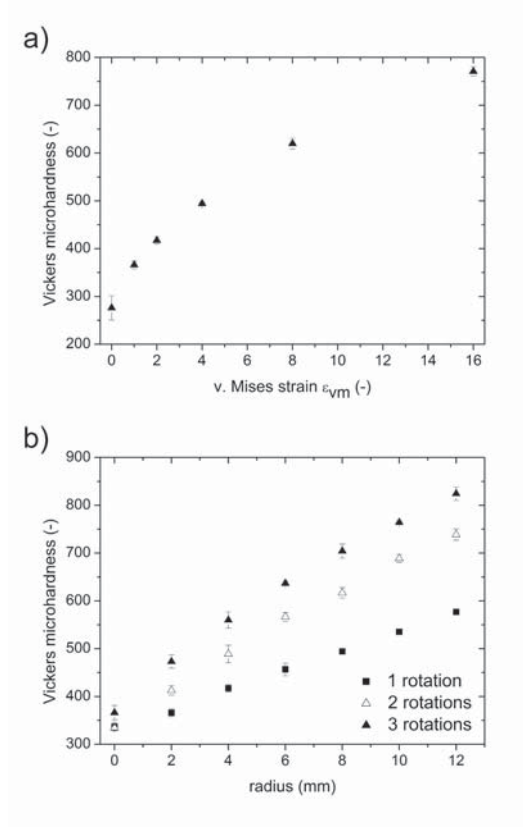 a)
800
700
600
500
400
300
200
Vickers microhardness (-)
0 2 4 6 8 10 12 14 16
v. Mises strain εvm (-)
b)
900
800
700
600
500
400
300
Vickers microhardness (-)
1 rotation
2 rotations
3 rotations
0 2 4 6 8 10 12
radius (mm)